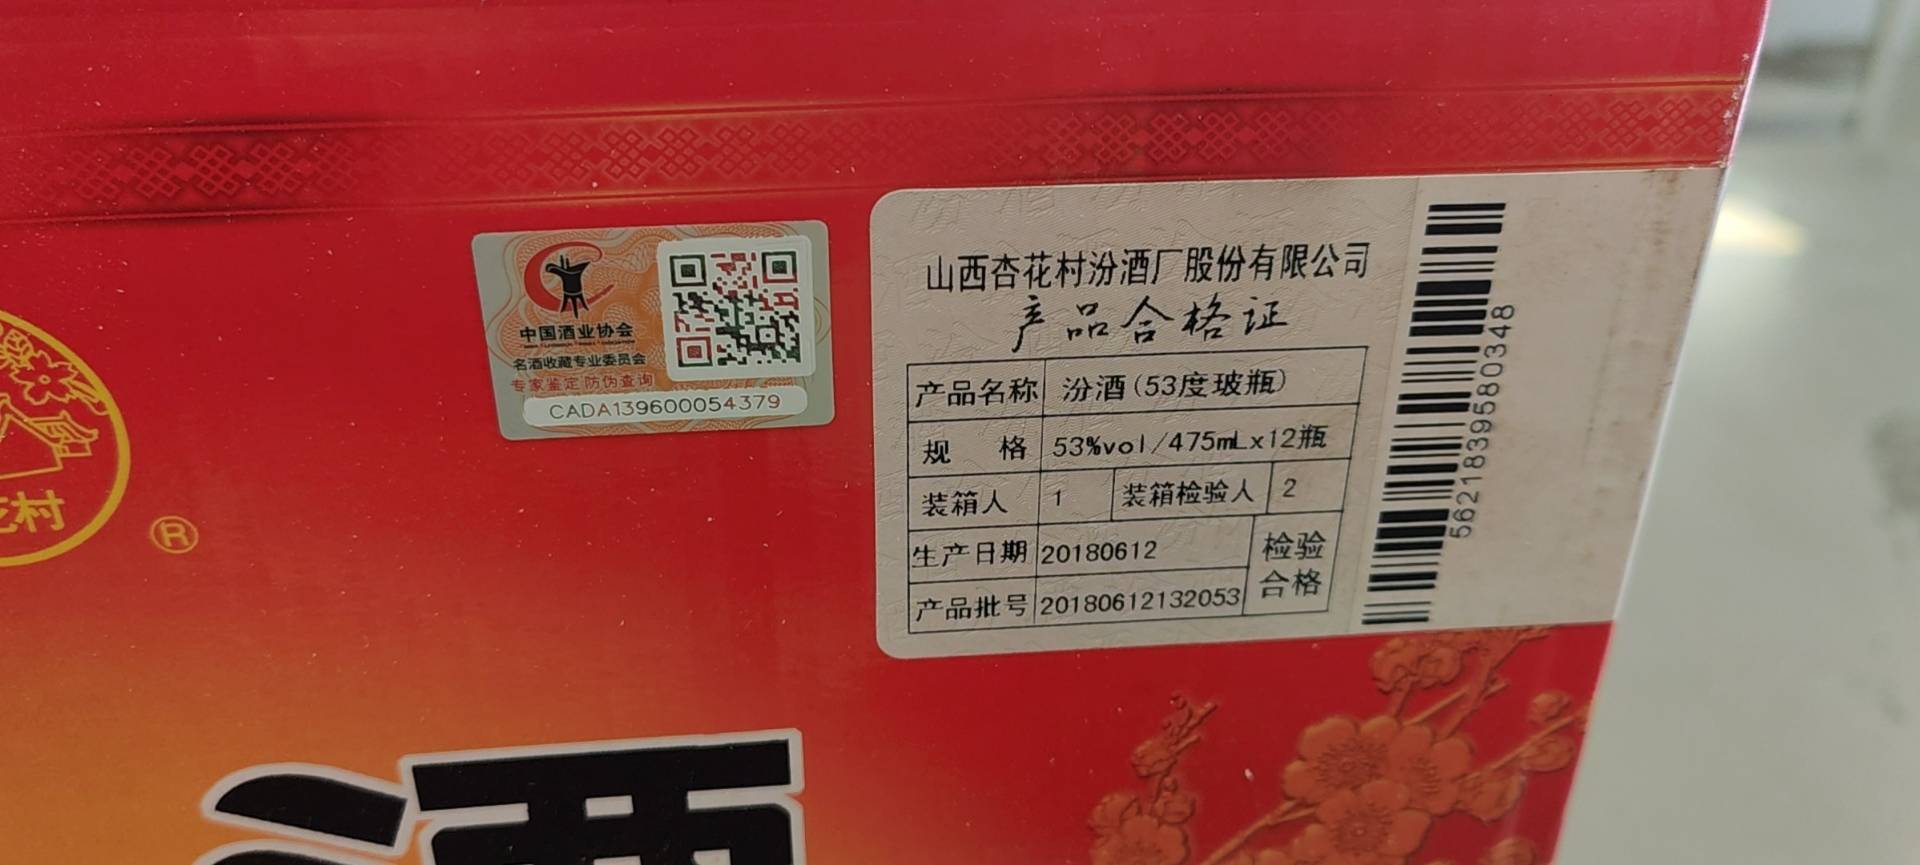 中国酒业协会
名酒收藏专业委员会
专家鉴定 防伪查询
CADA139600054379
花村
®
山西杏花村汾酒厂股份有限公司
产品合格证
产品名称 汾酒(53度玻瓶)
规 格 53%vol/475mLx12瓶
装箱人 1 装箱检验人 2
生产日期 20180612
检验合格
产品批号 20180612132053
5621839580348
酒